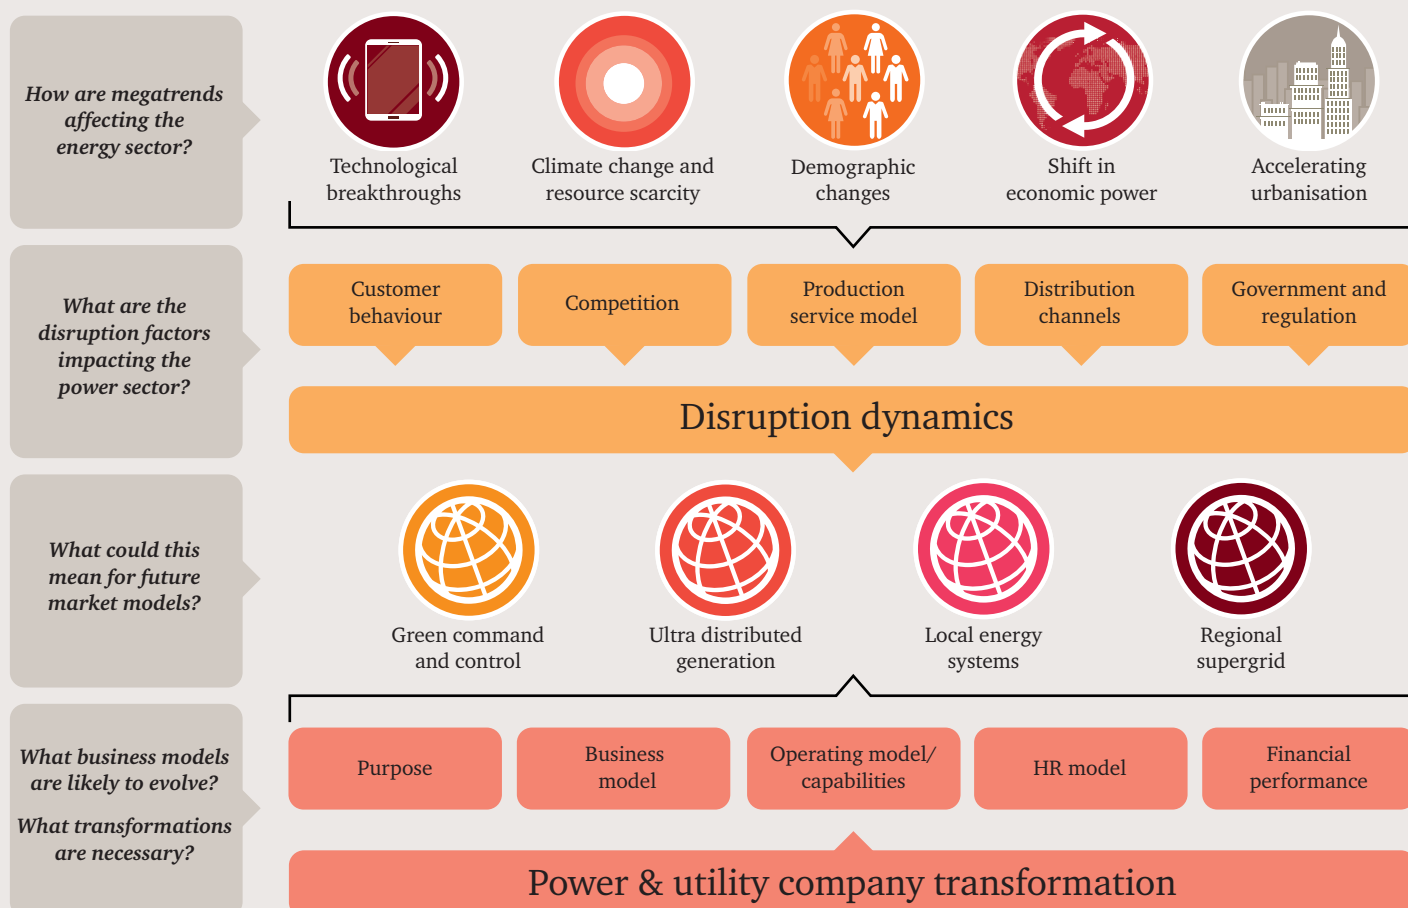 How are megatrends
affecting the
energy sector?
Technological
breakthroughs
Climate change and
resource scarcity
Demographic
changes
Shift in
economic power
Accelerating
urbanisation
What are the
disruption factors
impacting the
power sector?
Customer
behaviour
Competition
Production
service model
Distribution
channels
Government and
regulation
Disruption dynamics
What could this
mean for future
market models?
Green command
and control
Ultra distributed
generation
Local energy
systems
Regional
supergrid
What business models
are likely to evolve?
What transformations
are necessary?
Purpose
Business
model
Operating model/
capabilities
HR model
Financial
performance
Power & utility company transformation